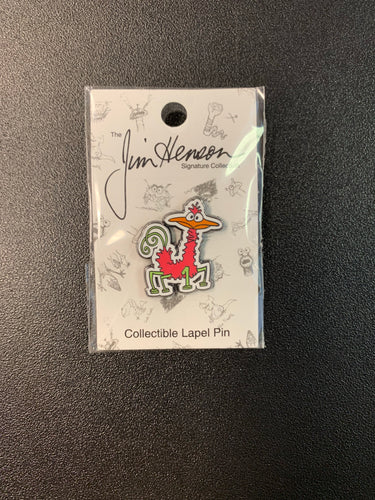 The
Jim Henson
Signature Collection
Collectible Lapel Pin